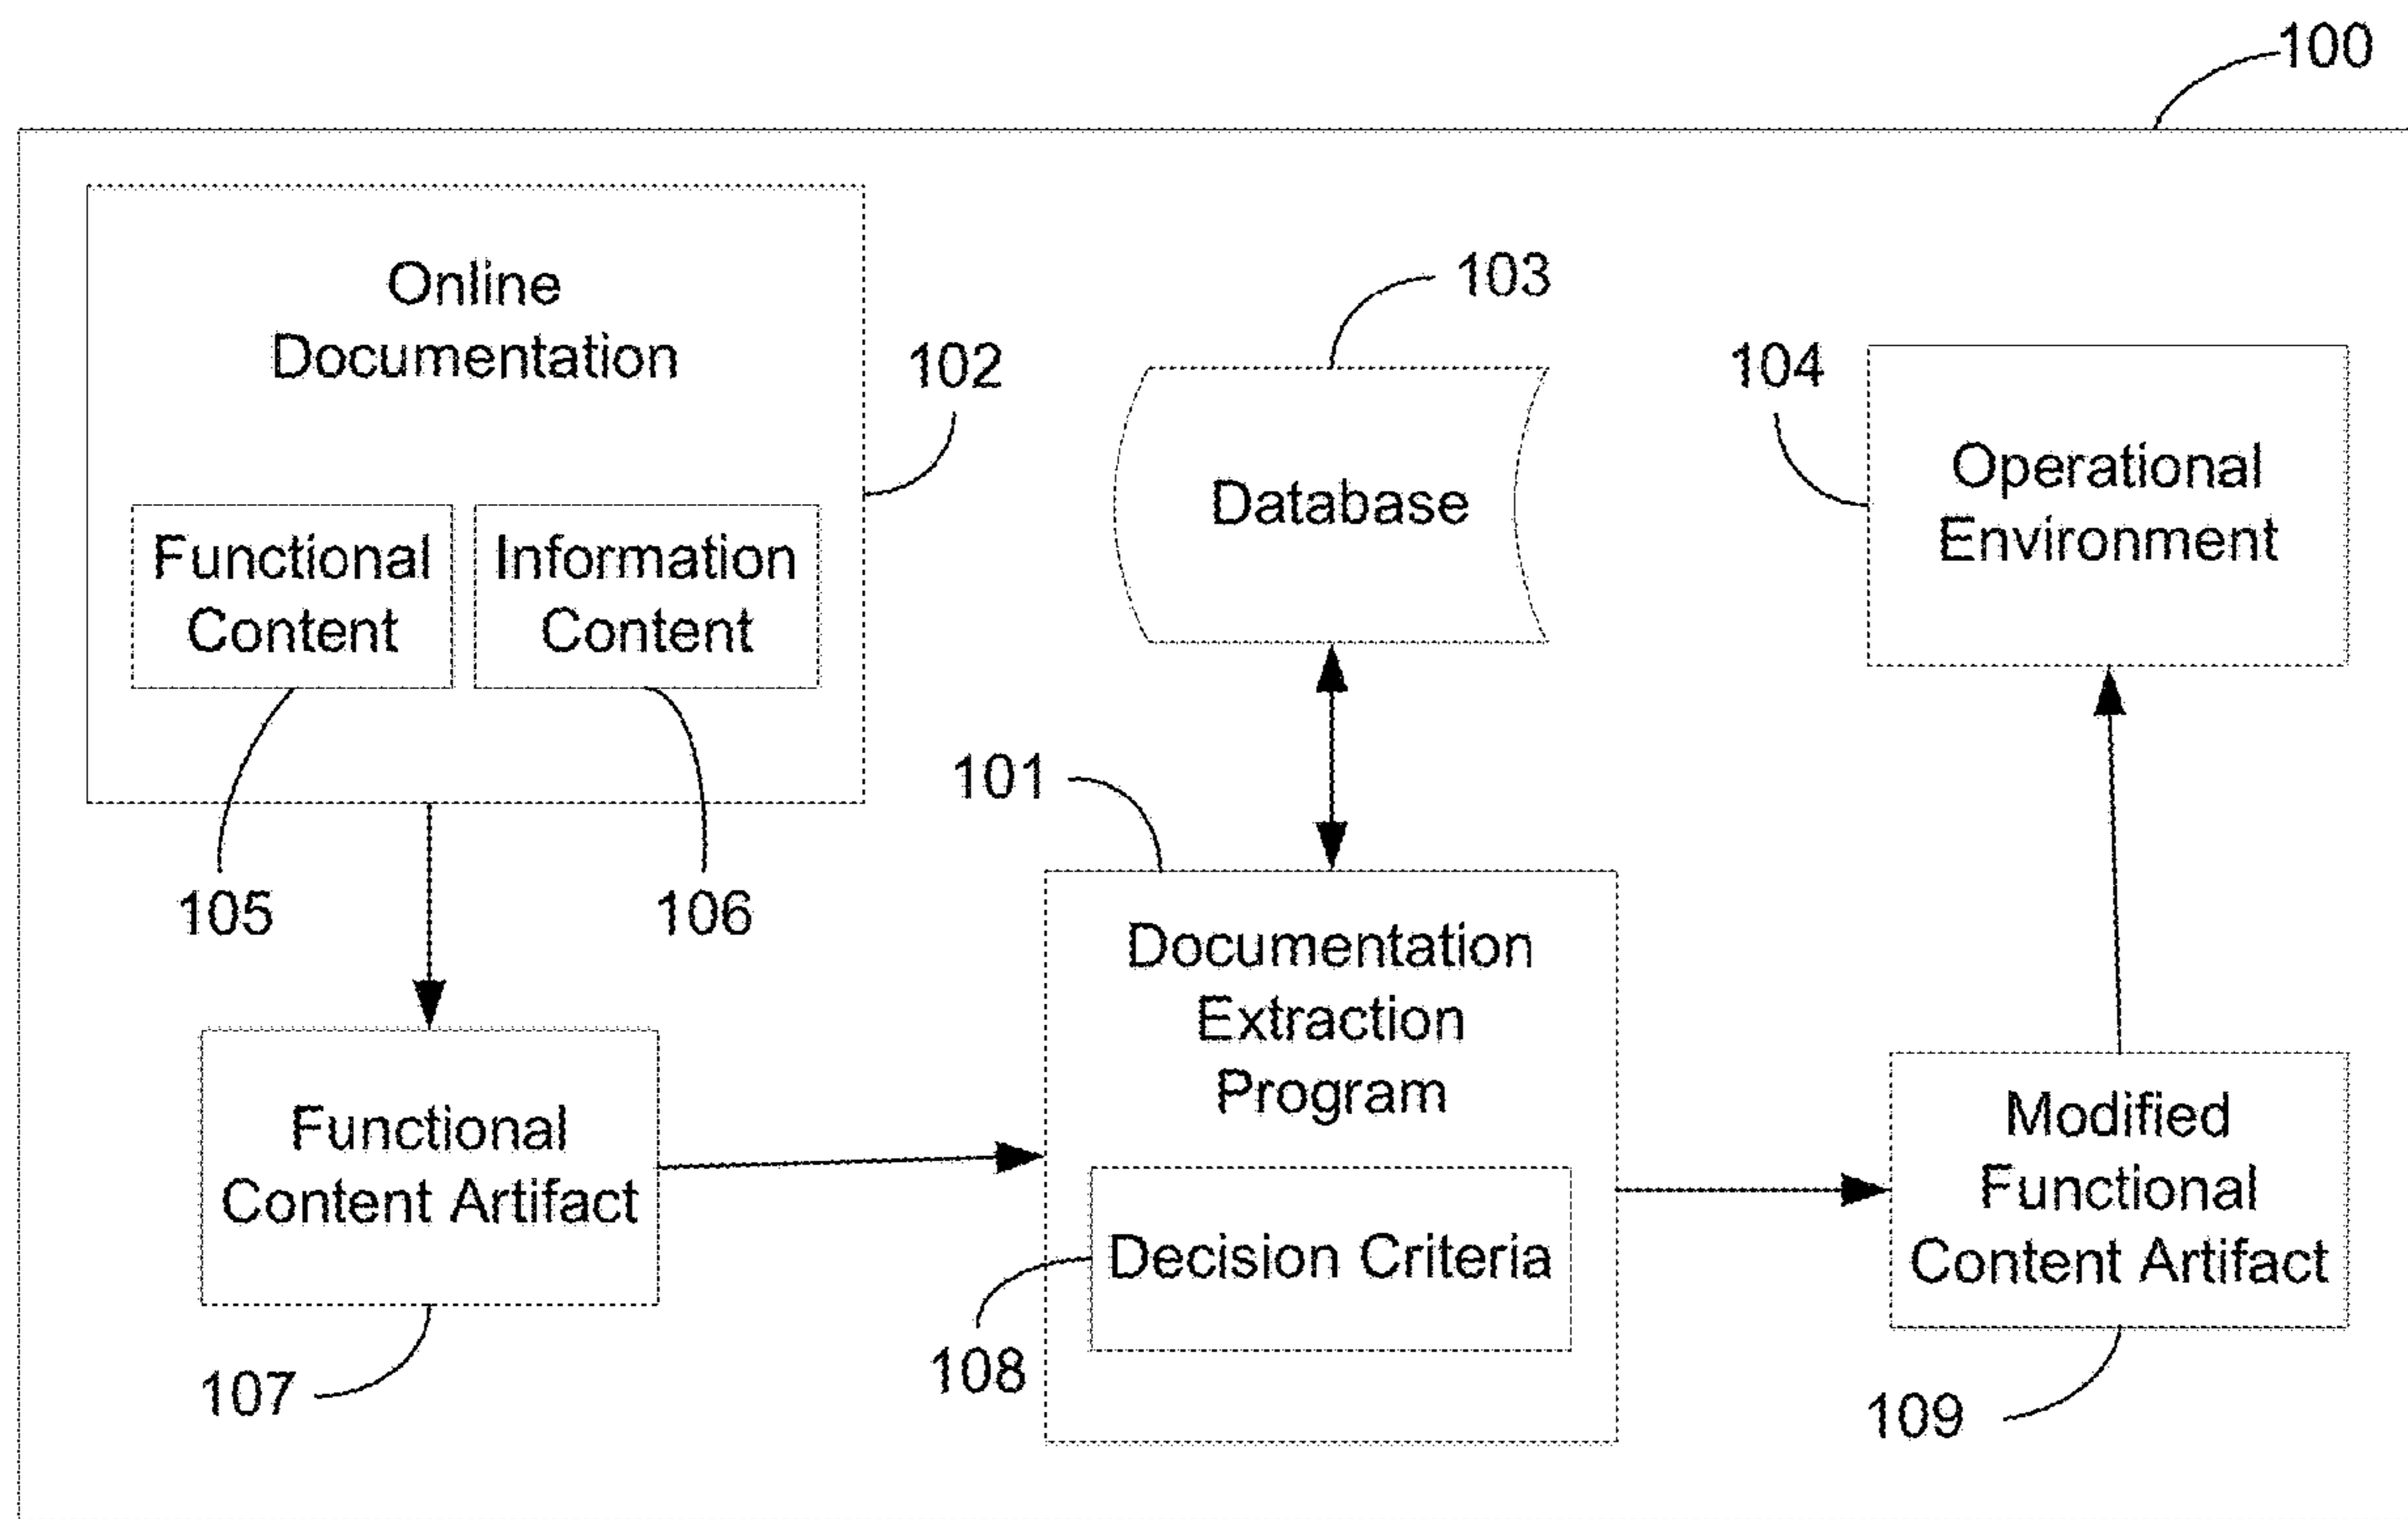 100
Online
Documentation
102
Functional
Content
Information
Content
105
106
103
Database
104
Operational
Environment
101
Documentation
Extraction
Program
Decision Criteria
108
Functional
Content Artifact
107
Modified
Functional
Content Artifact
109